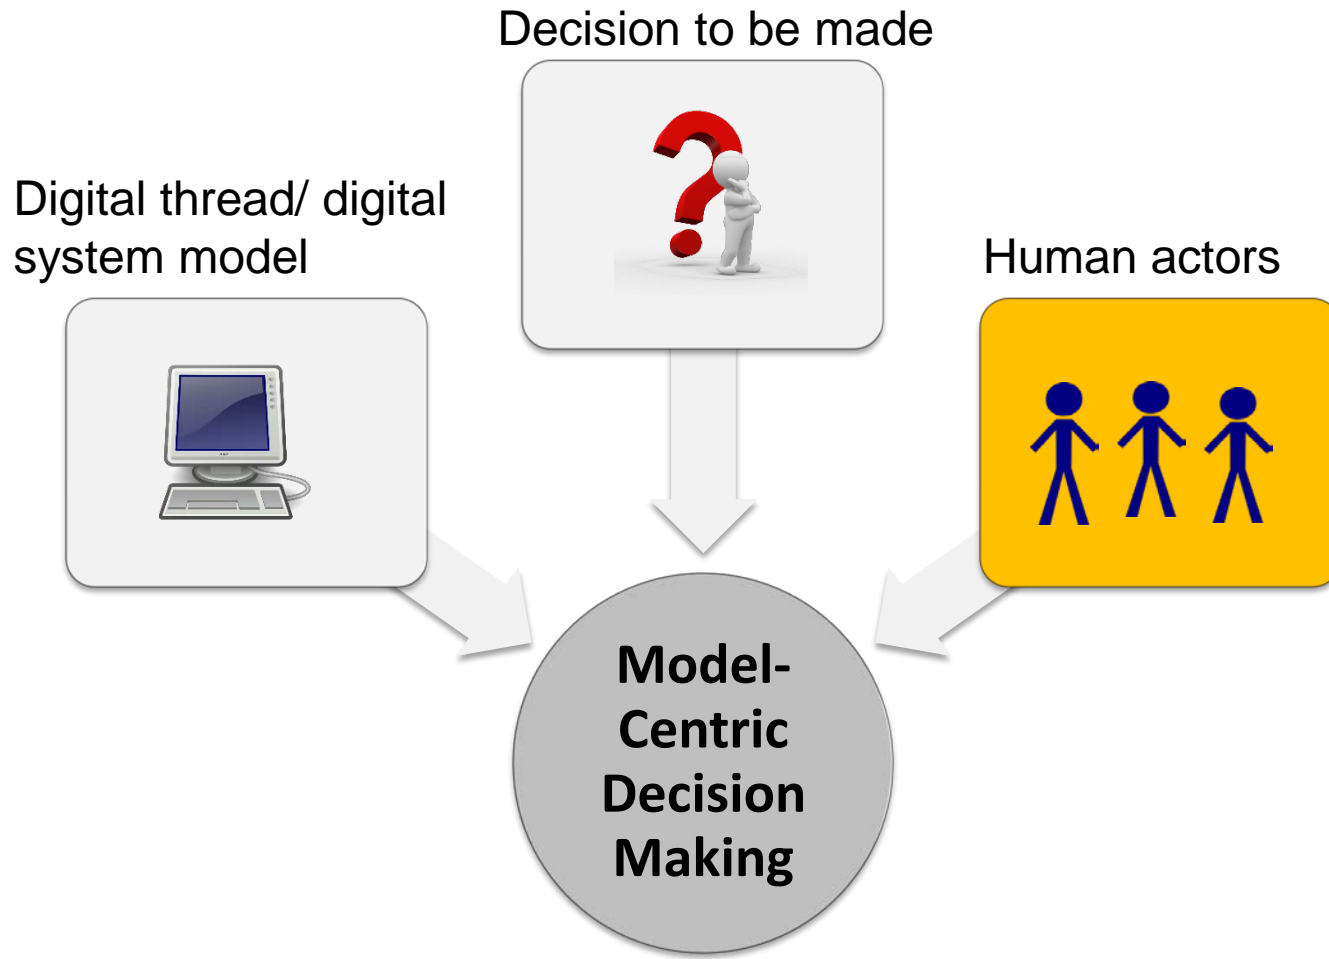 Decision to be made
Digital thread/ digital
system model
Human actors
Model-
Centric
Decision
Making